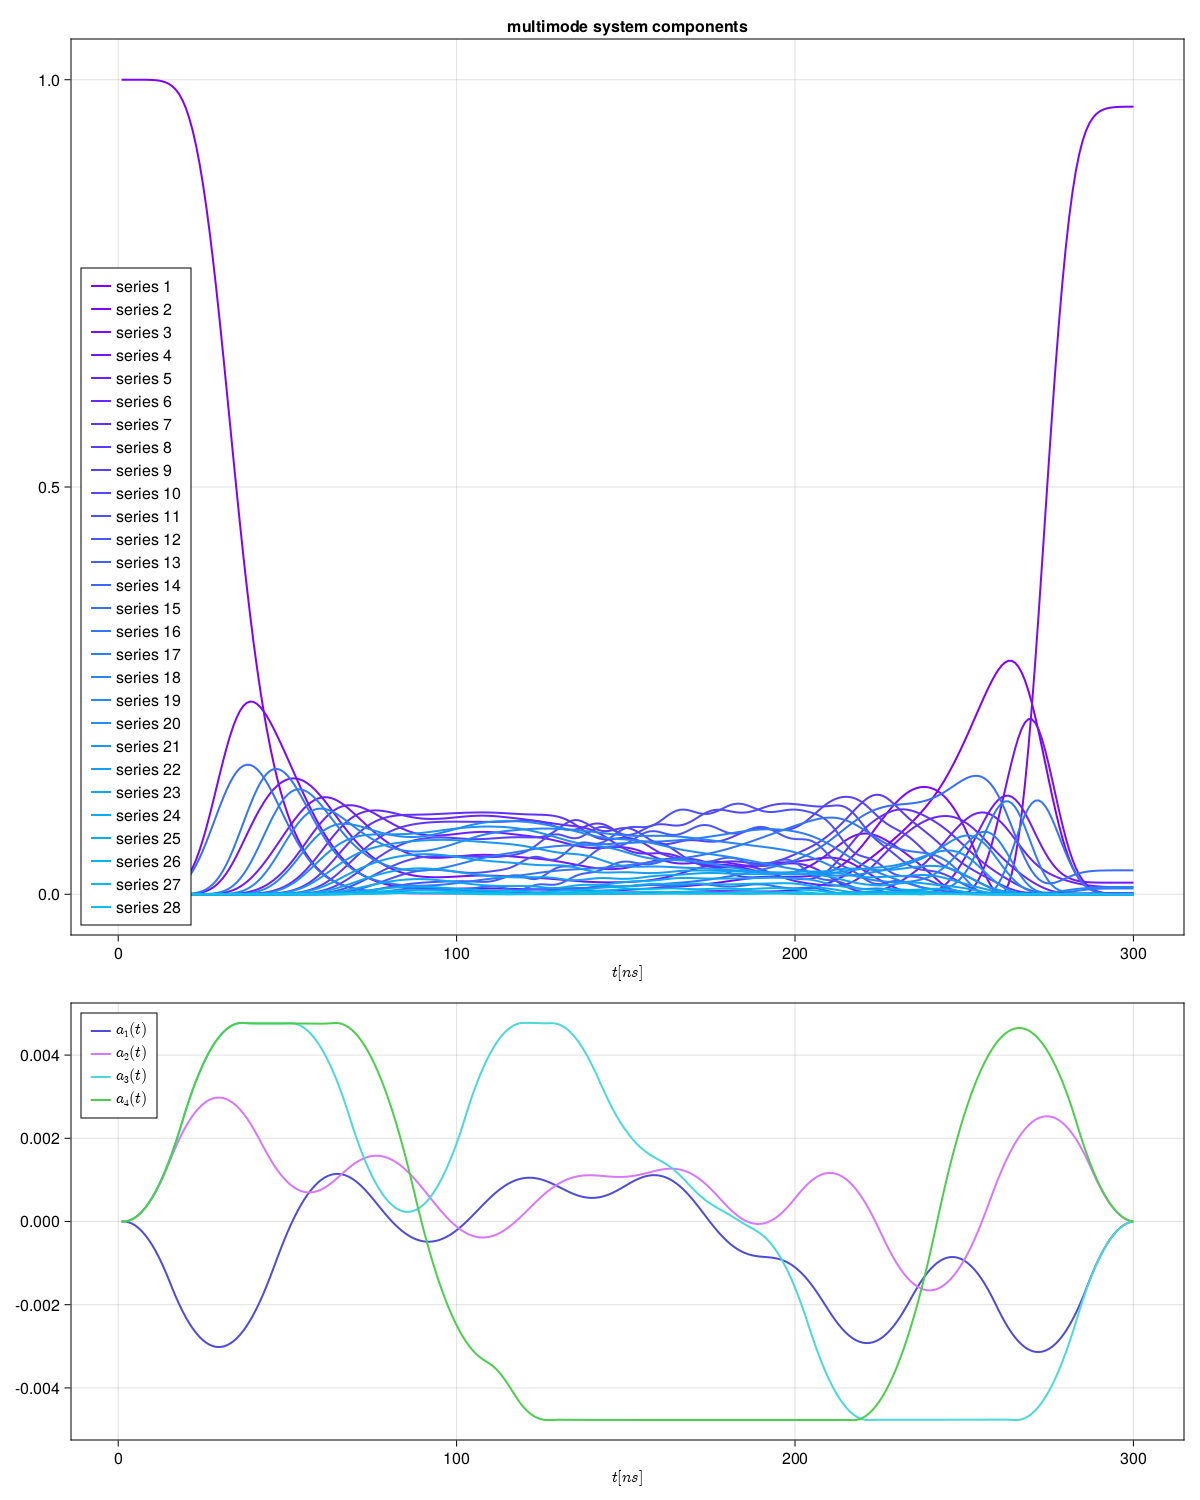 multimode system components
1.0
0.5
0.0
series 1
series 2
series 3
series 4
series 5
series 6
series 7
series 8
series 9
series 10
series 11
series 12
series 13
series 14
series 15
series 16
series 17
series 18
series 19
series 20
series 21
series 22
series 23
series 24
series 25
series 26
series 27
series 28
0 100 200 300
t[ns]
a₁(t)
a₂(t)
a₃(t)
a₄(t)
0.004
0.002
0.000
-0.002
-0.004
0 100 200 300
t[ns]